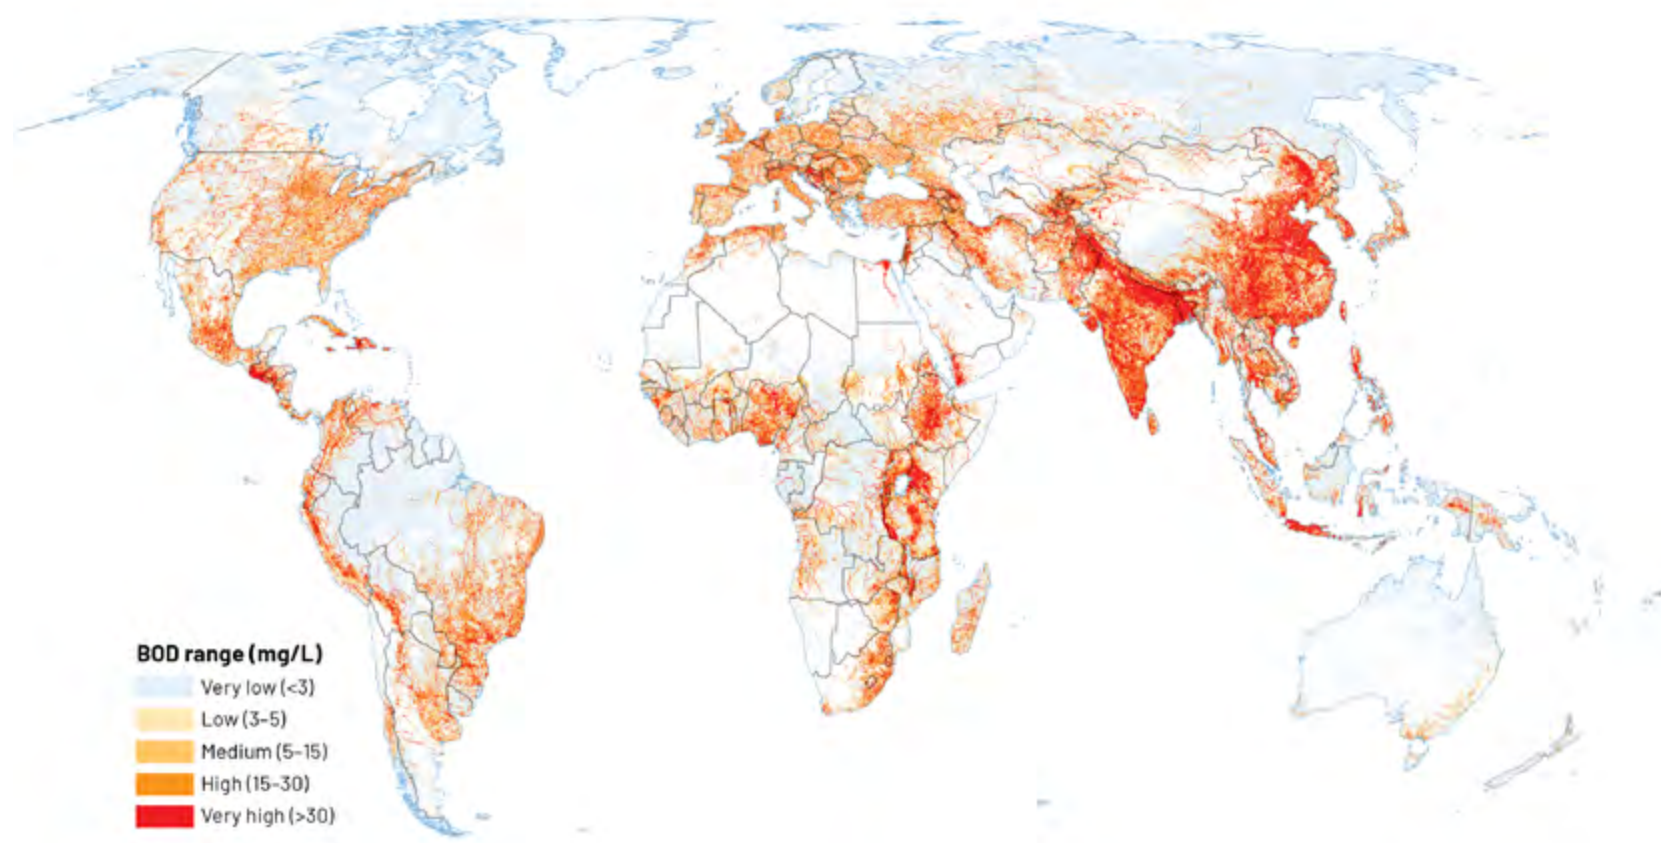 BOD range (mg/L)
Very low (<3)
Low (3–5)
Medium (5–15)
High (15–30)
Very high (>30)